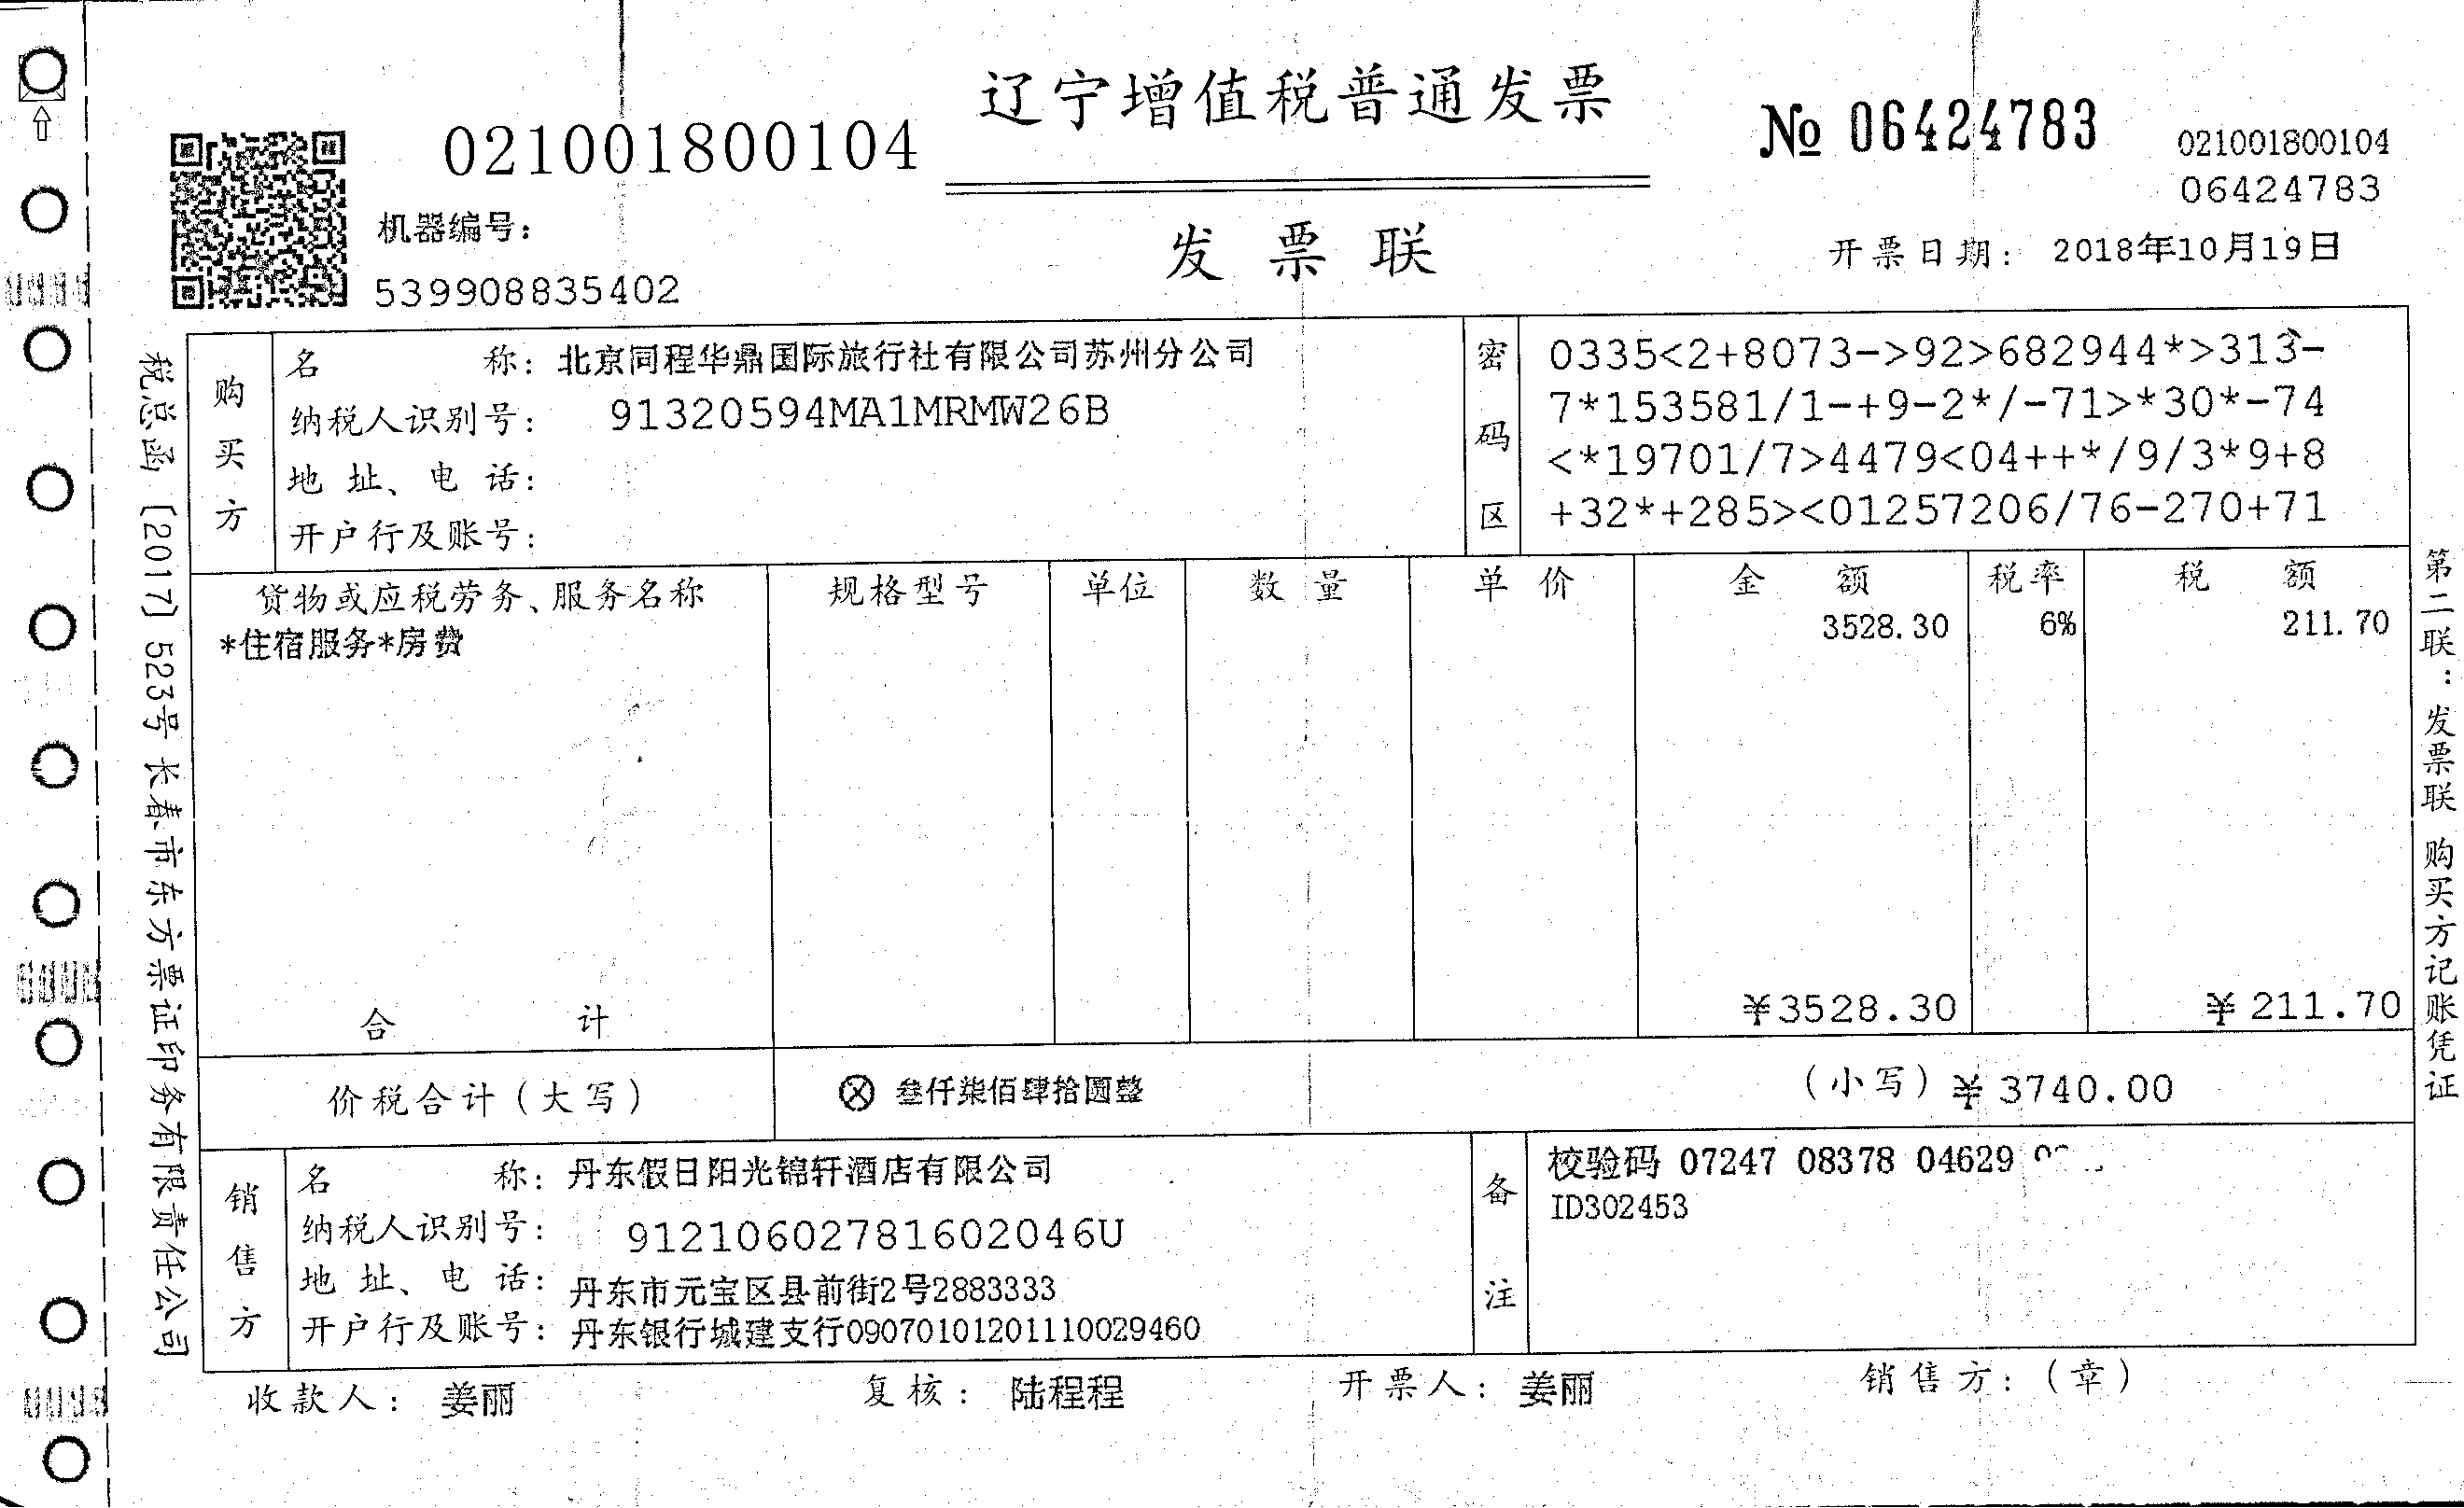 辽宁增值税普通发票
021001800104
№ 06424783
021001800104
06424783
机器编号：
539908835402
发票联
开票日期： 2018年10月19日
税总函〔2017〕523号长春市东方票证印务有限责任公司
购买方
名称：北京同程华鼎国际旅行社有限公司苏州分公司
纳税人识别号： 91320594MA1MRMW26B
地址、电话：
开户行及账号：
密码区
0335<2+8073->92>682944*>313-
7*153581/1-+9-2*/-71>*30*-74
<*19701/7>4479<04++*/9/3*9+8
+32*+285><01257206/76-270+71
货物或应税劳务、服务名称 规格型号 单位 数量 单价 金额 税率 税额
*住宿服务*房费 3528.30 6% 211.70
合计 ¥3528.30 ¥211.70
价税合计（大写） ⊗ 叁仟柒佰肆拾圆整 （小写）¥3740.00
销售方
名称：丹东假日阳光锦轩酒店有限公司
纳税人识别号： 91210602781602046U
地址、电话：丹东市元宝区县前街2号2883333
开户行及账号：丹东银行城建支行09070101201110029460
备注
校验码 07247 08378 04629
ID302453
收款人： 姜丽 复核： 陆程程 开票人： 姜丽 销售方：（章）
第二联：发票联 购买方记账凭证